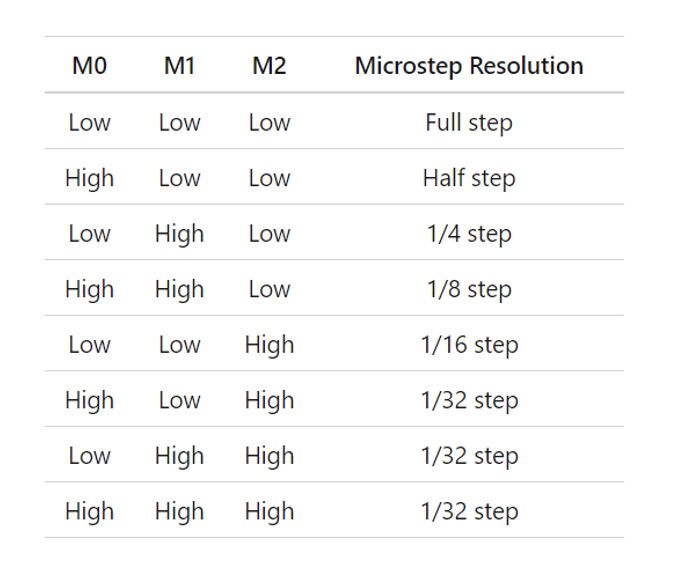 M0 M1 M2 Microstep Resolution
Low Low Low Full step
High Low Low Half step
Low High Low 1/4 step
High High Low 1/8 step
Low Low High 1/16 step
High Low High 1/32 step
Low High High 1/32 step
High High High 1/32 step